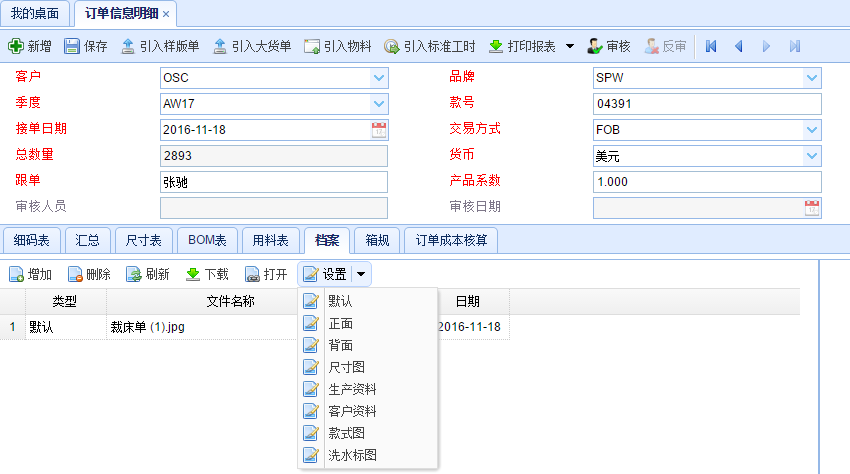 我的桌面 订单信息明细
新增 保存 引入样版单 引入大货单 引入物料 引入标准工时 打印报表 审核 反审
客户 OSC 品牌 SPW
季度 AW17 款号 04391
接单日期 2016-11-18 交易方式 FOB
总数量 2893 货币 美元
跟单 张驰 产品系数 1.000
审核人员 审核日期
细码表 汇总 尺寸表 BOM表 用料表 档案 箱规 订单成本核算
增加 删除 刷新 下载 打开 设置
类型 文件名称 日期
1 默认 裁床单 (1).jpg 2016-11-18
默认
正面
背面
尺寸图
生产资料
客户资料
款式图
洗水标图